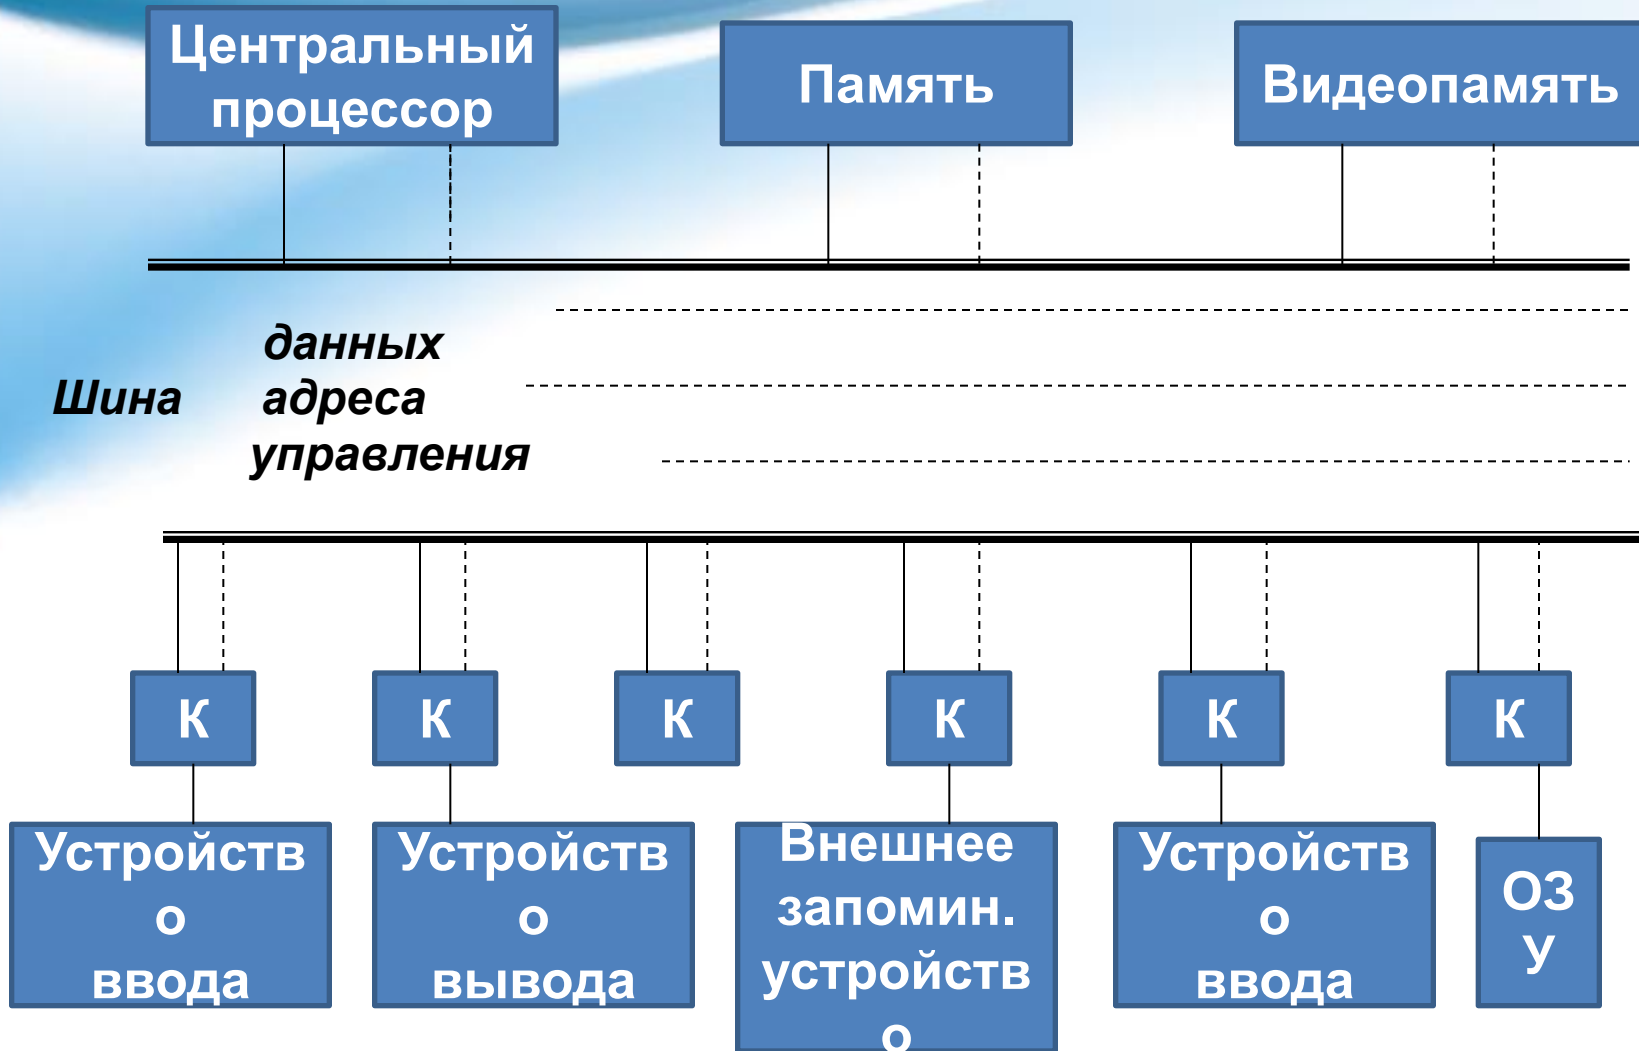 Центральный
процессор
Память
Видеопамять
данных
Шина адреса
управления
К К К К К К
Устройств
о
ввода
Устройств
о
вывода
Внешнее
запомин.
устройств
о
Устройств
о
ввода
ОЗ
У